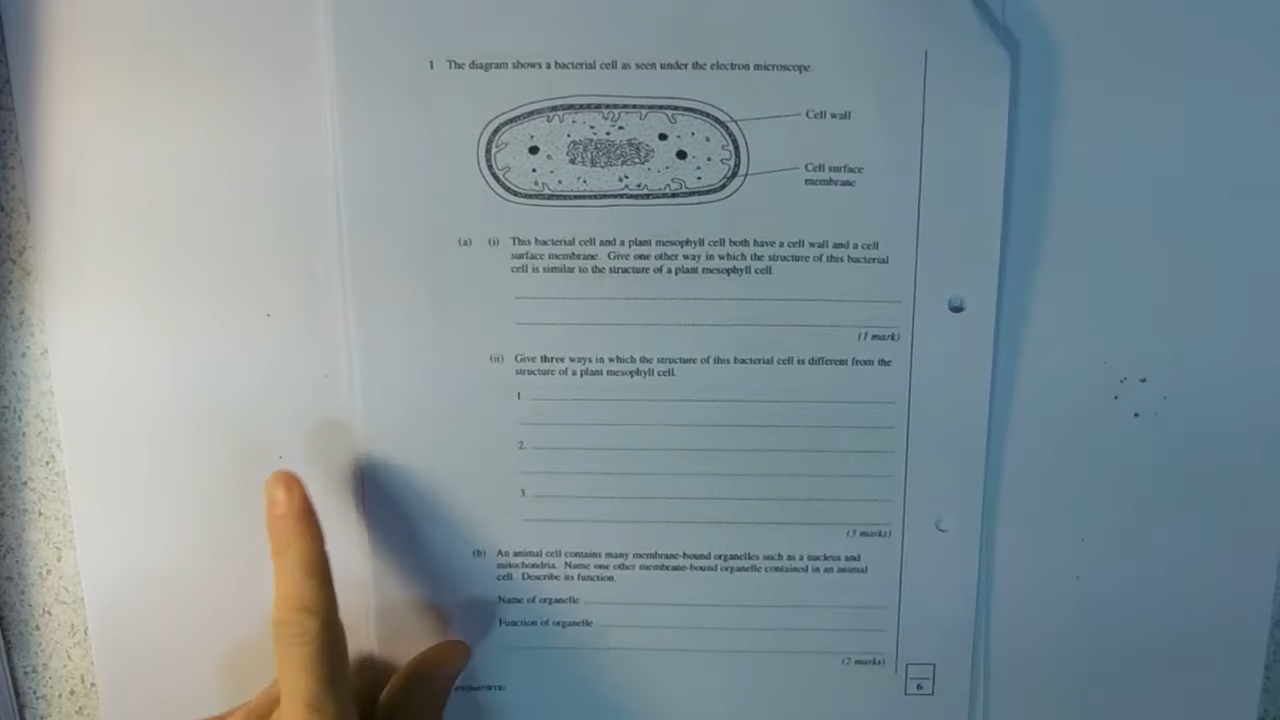 1 The diagram shows a bacterial cell as seen under the electron microscope.
Cell wall
Cell surface
membrane
(a) (i) This bacterial cell and a plant mesophyll cell both have a cell wall and a cell
surface membrane. Give one other way in which the structure of this bacterial
cell is similar to the structure of a plant mesophyll cell.
(1 mark)
(ii) Give three ways in which the structure of this bacterial cell is different from the
structure of a plant mesophyll cell.
1
2.
3.
(3 marks)
(b) An animal cell contains many membrane-bound organelles such as a nucleus and
mitochondria. Name one other membrane-bound organelle contained in an animal
cell. Describe its function.
Name of organelle
Function of organelle
(2 marks)
6